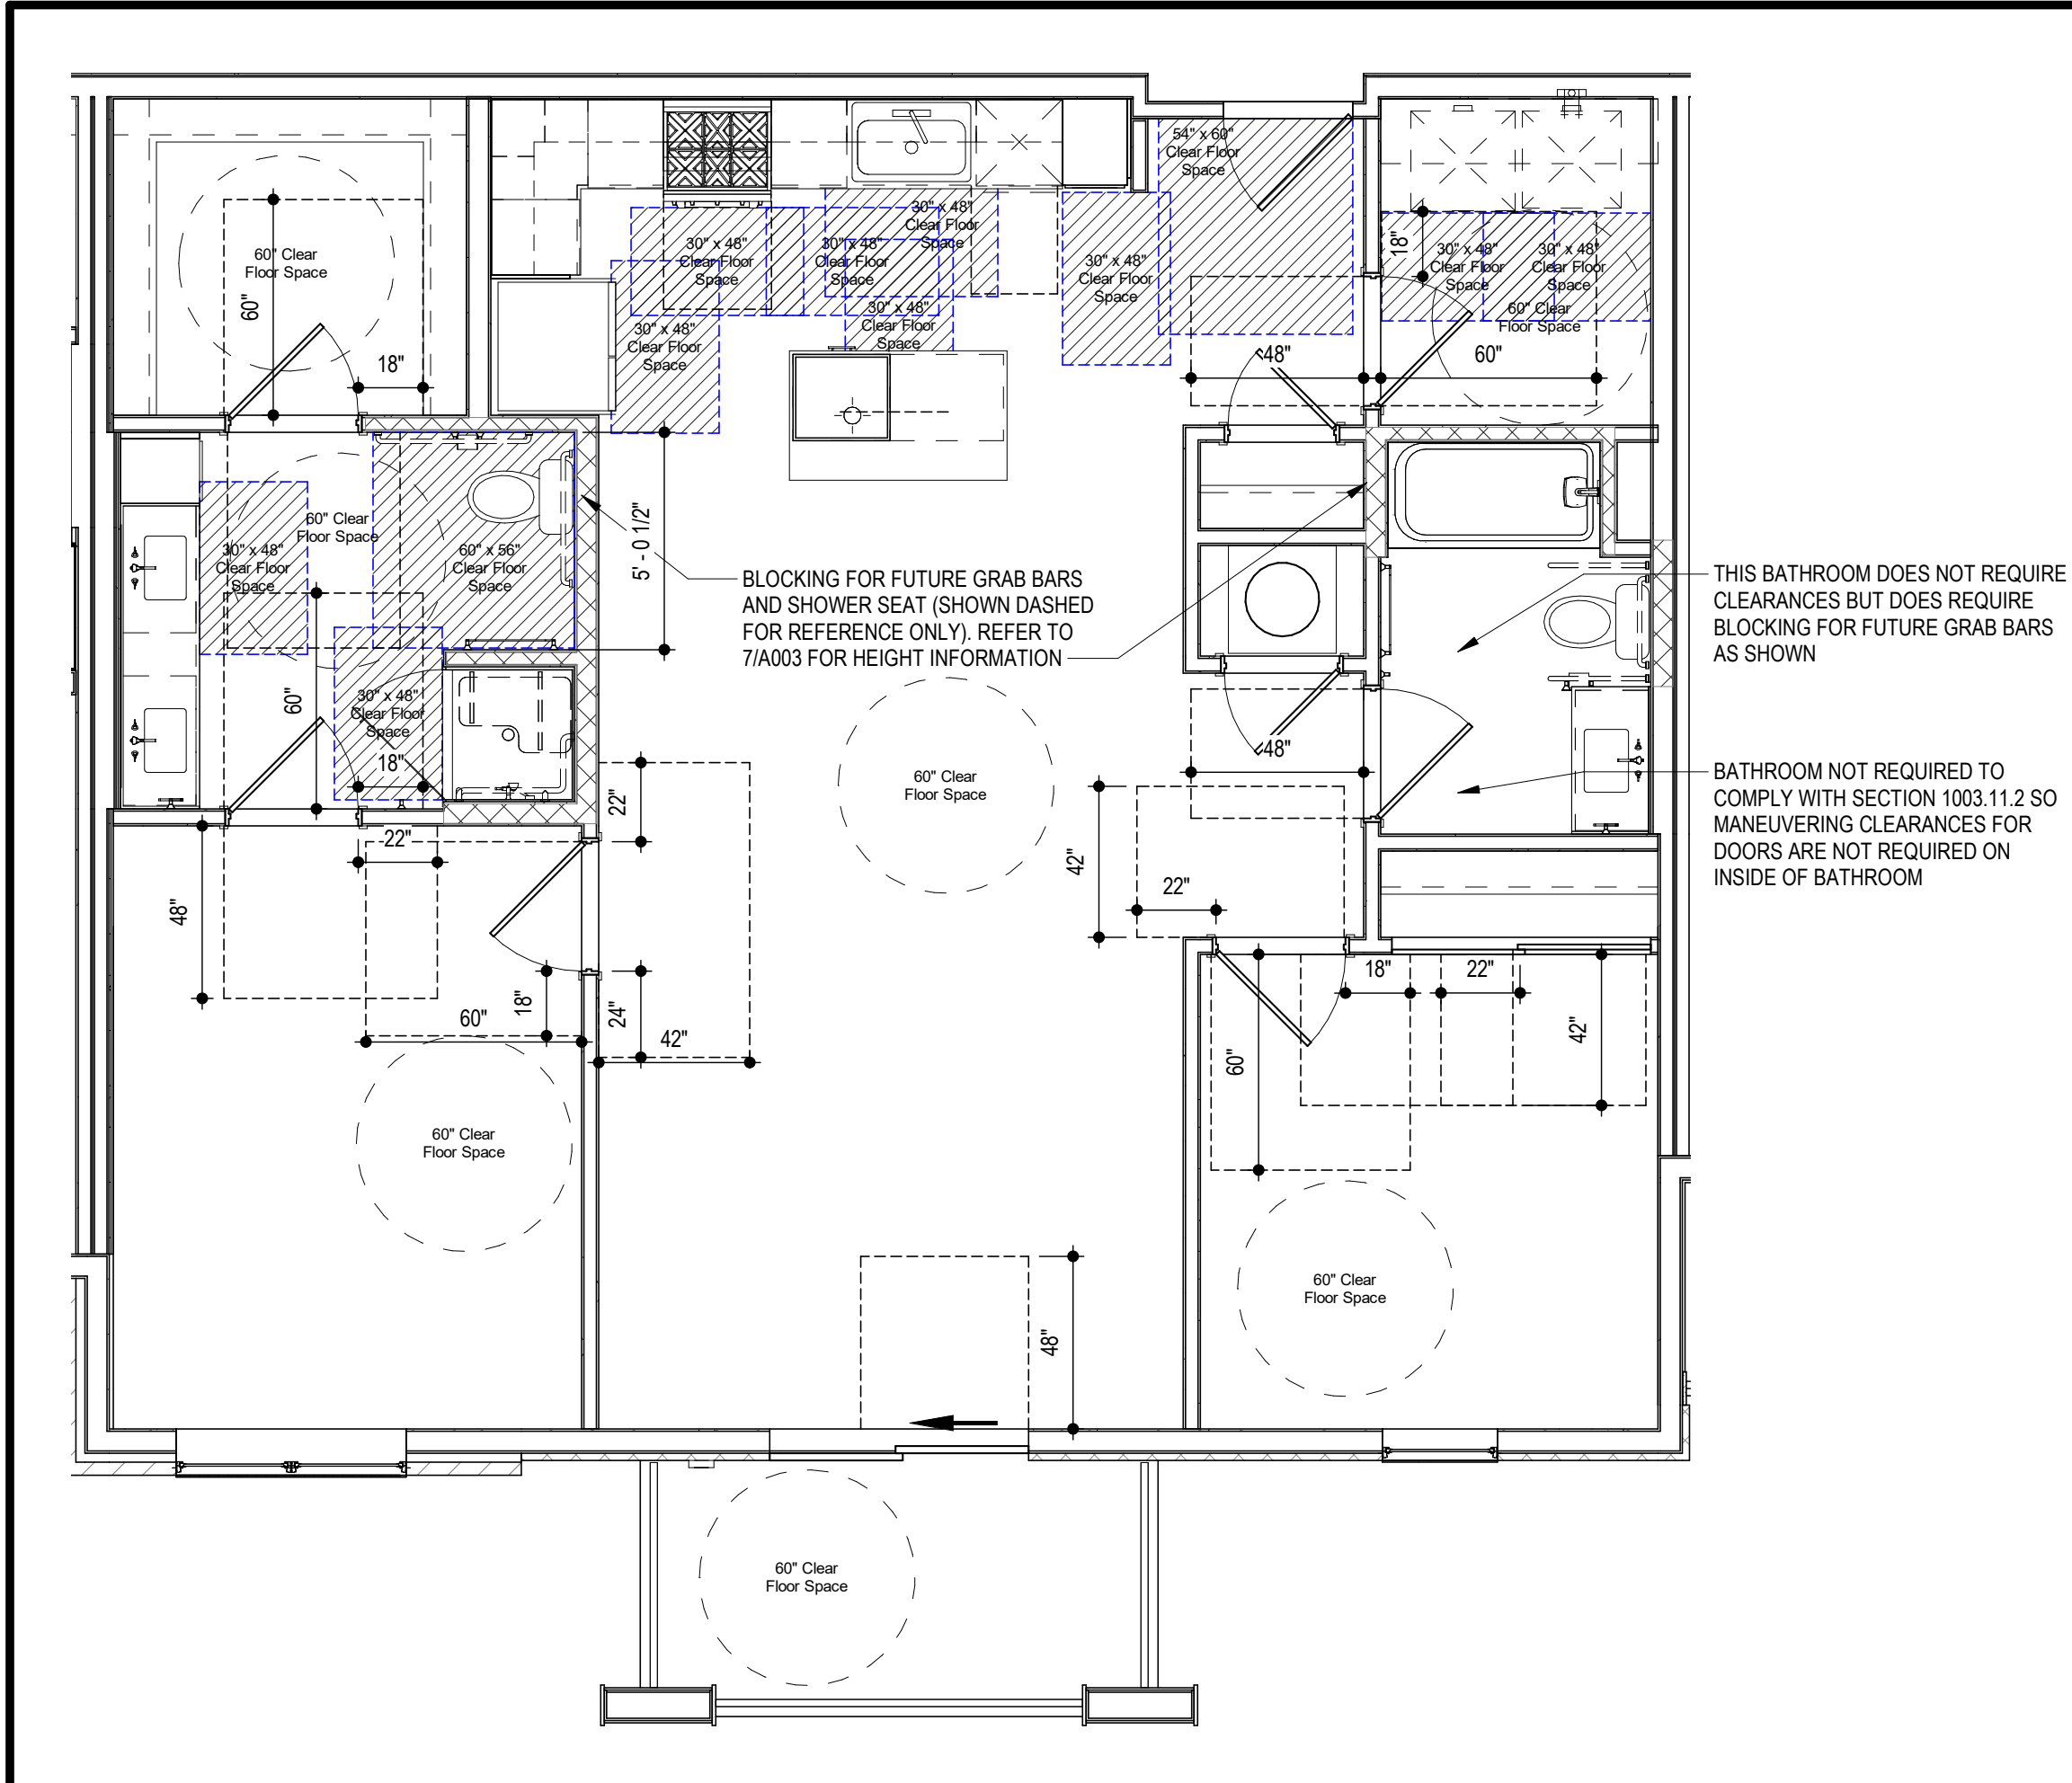 54" x 60"
Clear Floor
Space
60" Clear
Floor Space
60"
18"
30" x 48"
Clear Floor
Space
30" x 48"
Clear Floor
Space
30" x 48"
Clear Floor
Space
30" x 48"
Clear Floor
Space
30" x 48"
Clear Floor
Space
30" x 48"
Clear Floor
Space
18"
30" x 48"
Clear Floor
Space
30" x 48"
Clear Floor
Space
60" Clear
Floor Space
48"
60"
60" Clear
Floor Space
30" x 48"
Clear Floor
Space
60" x 56"
Clear Floor
Space
5' - 0 1/2"
BLOCKING FOR FUTURE GRAB BARS
AND SHOWER SEAT (SHOWN DASHED
FOR REFERENCE ONLY). REFER TO
7/A003 FOR HEIGHT INFORMATION
THIS BATHROOM DOES NOT REQUIRE
CLEARANCES BUT DOES REQUIRE
BLOCKING FOR FUTURE GRAB BARS
AS SHOWN
60"
30" x 48"
Clear Floor
Space
18"
22"
60" Clear
Floor Space
48"
BATHROOM NOT REQUIRED TO
COMPLY WITH SECTION 1003.11.2 SO
MANEUVERING CLEARANCES FOR
DOORS ARE NOT REQUIRED ON
INSIDE OF BATHROOM
22"
48"
42"
22"
60"
18"
24"
42"
18"
22"
60"
42"
60" Clear
Floor Space
60" Clear
Floor Space
48"
60" Clear
Floor Space